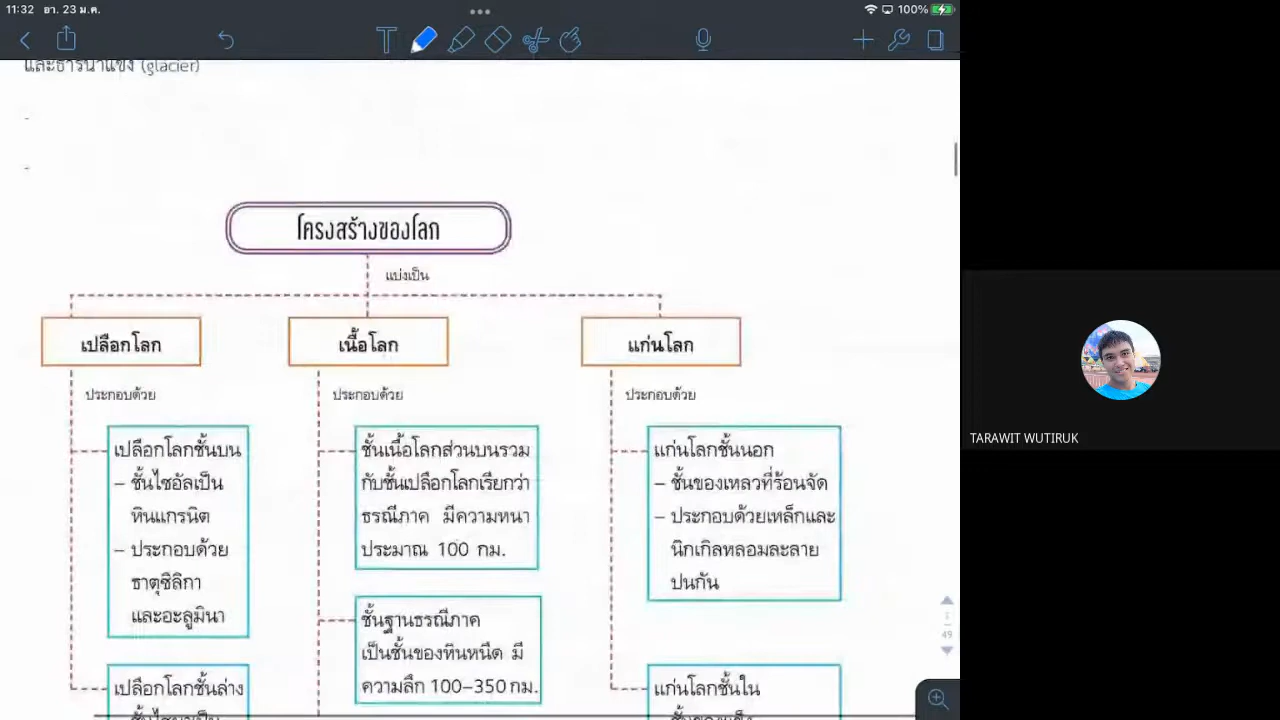 11:32 อา. 23 ม.ค.
100%
และธารน้ำแข็ง (glacier)
โครงสร้างของโลก
แบ่งเป็น
เปลือกโลก
เนื้อโลก
แก่นโลก
ประกอบด้วย
ประกอบด้วย
ประกอบด้วย
เปลือกโลกชั้นบน
– ชั้นไซอัลเป็น
หินแกรนิต
– ประกอบด้วย
ธาตุซิลิกา
และอะลูมินา
ชั้นเนื้อโลกส่วนบนรวม
กับชั้นเปลือกโลกเรียกว่า
ธรณีภาค มีความหนา
ประมาณ 100 กม.
แก่นโลกชั้นนอก
– ชั้นของเหลวที่ร้อนจัด
– ประกอบด้วยเหล็กและ
นิกเกิลหลอมละลาย
ปนกัน
ชั้นฐานธรณีภาค
เป็นชั้นของหินหนืด มี
ความลึก 100–350 กม.
เปลือกโลกชั้นล่าง
แก่นโลกชั้นใน
49
TARAWIT WUTIRUK